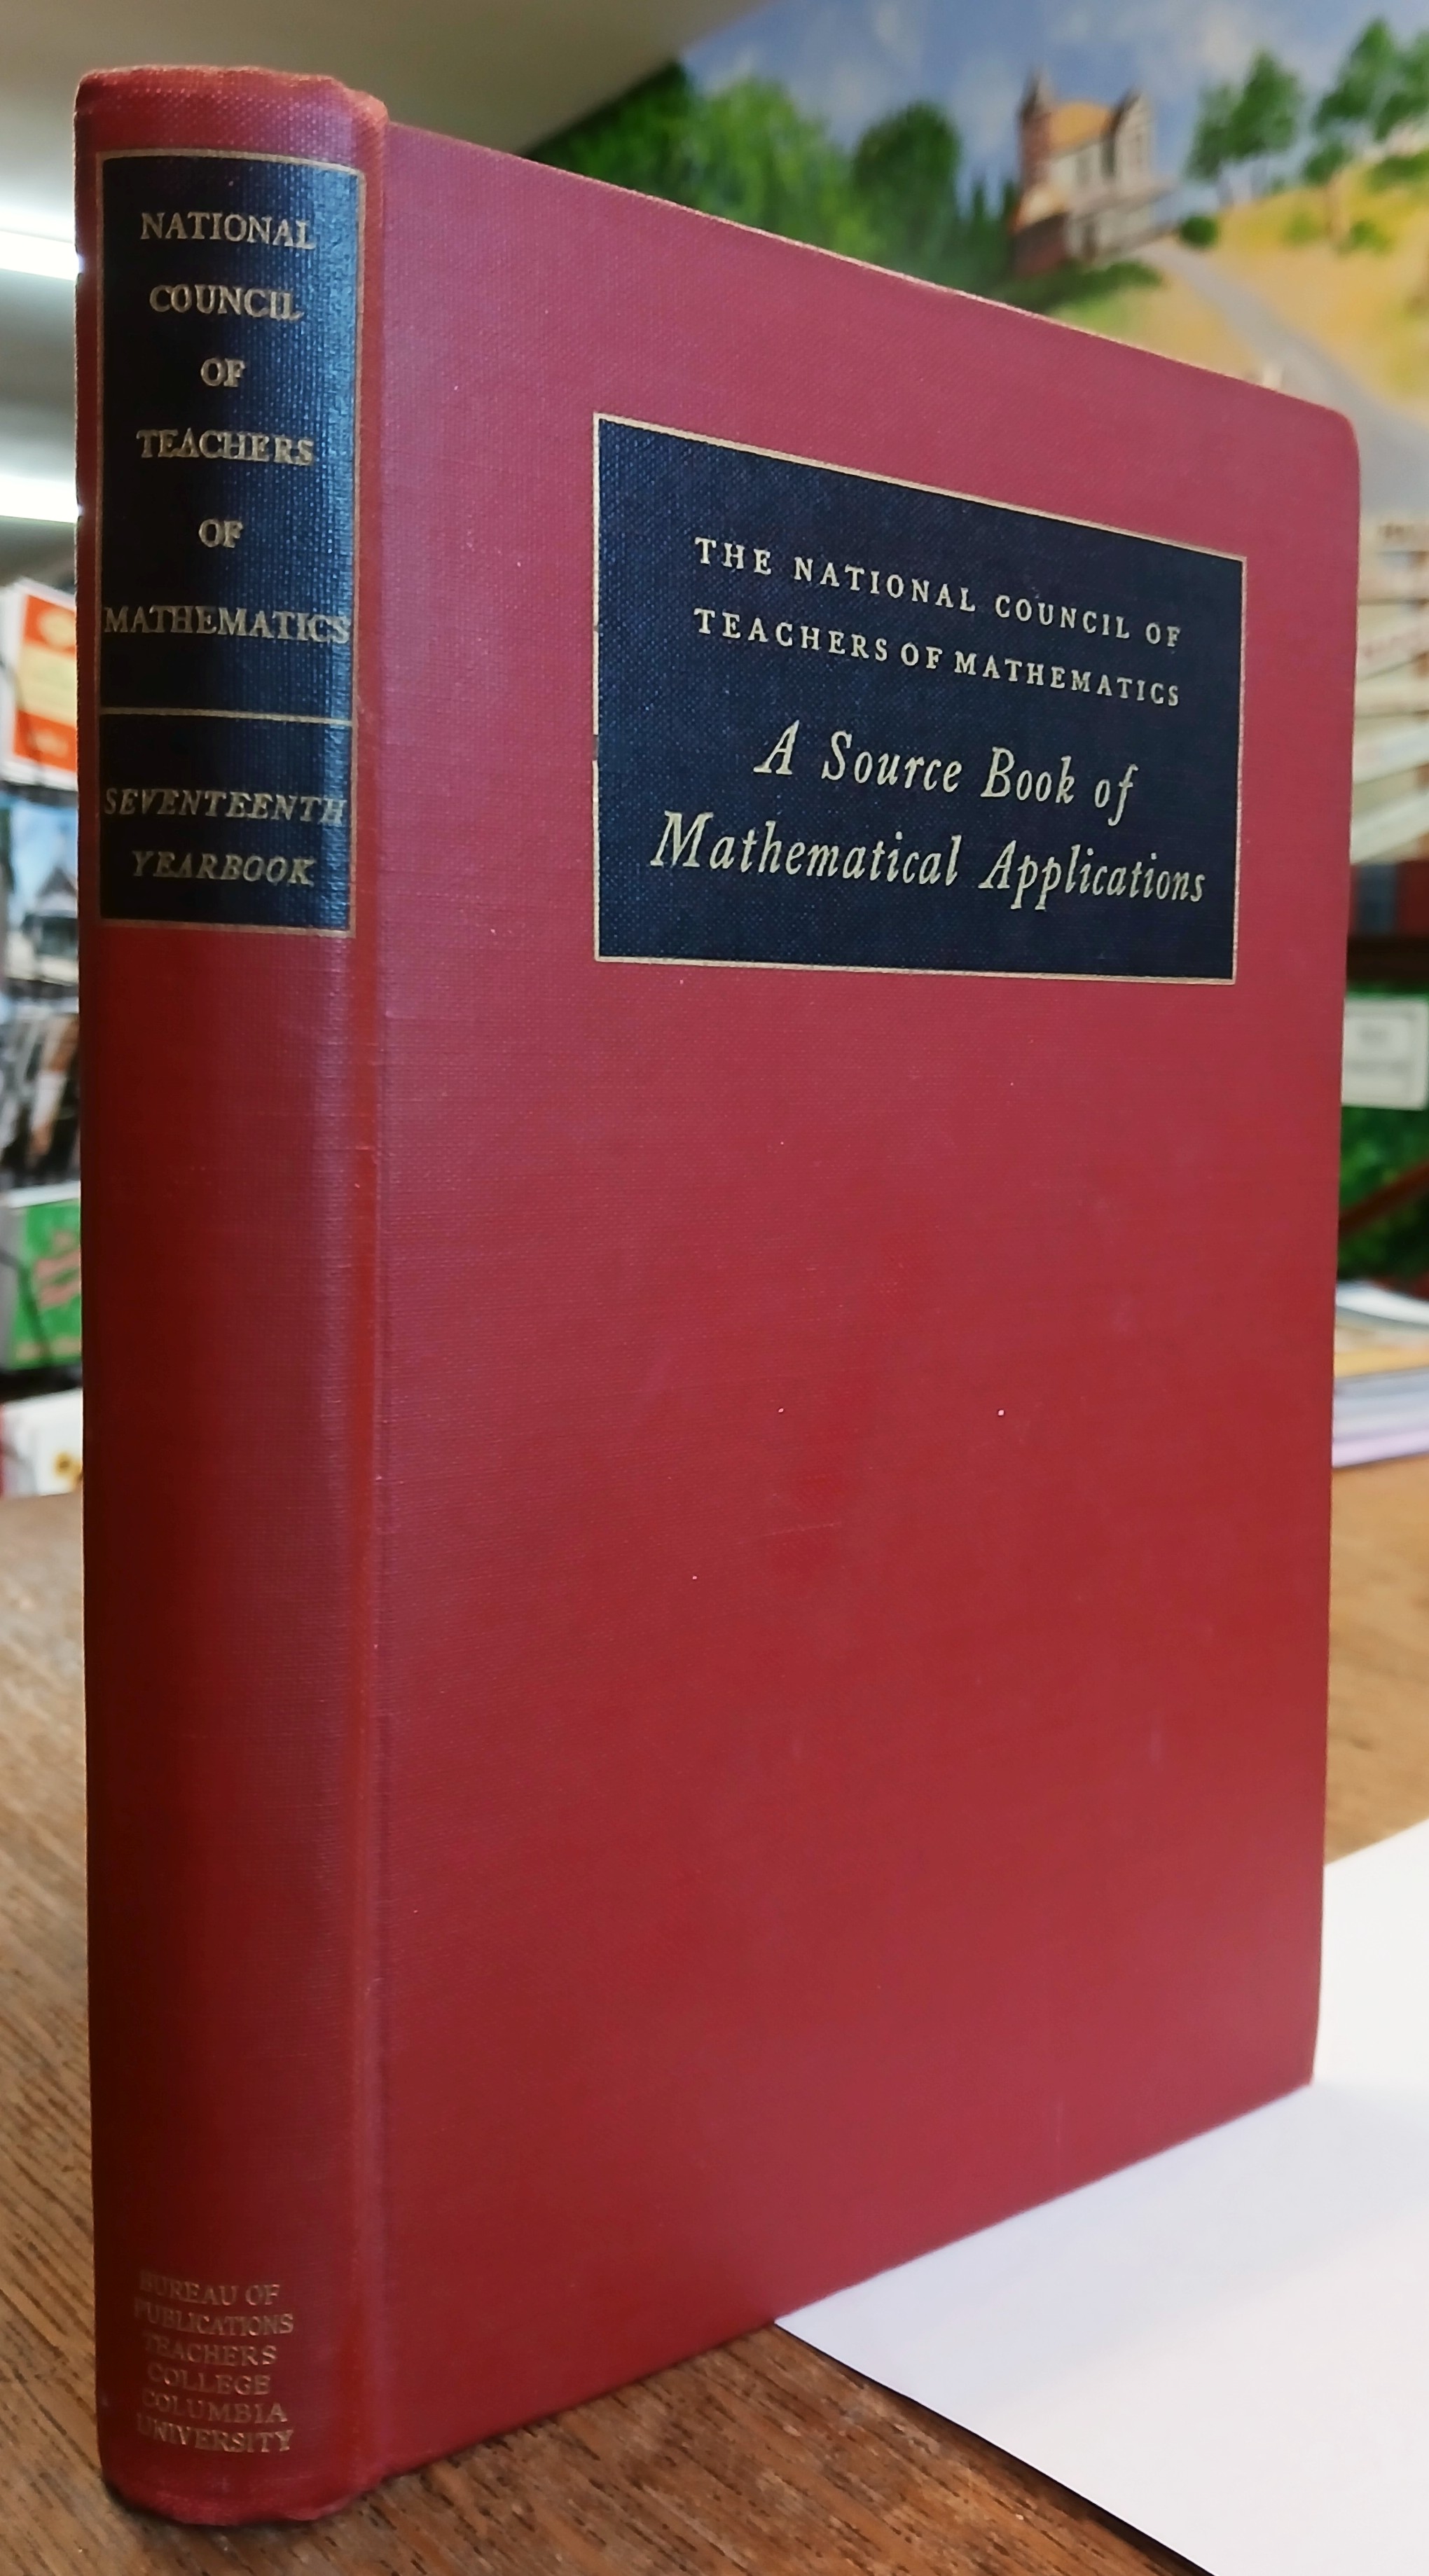 NATIONAL
COUNCIL
OF
TEACHERS
OF
MATHEMATICS
SEVENTEENTH
YEARBOOK
BUREAU OF
PUBLICATIONS
TEACHERS
COLLEGE
COLUMBIA
UNIVERSITY
THE NATIONAL COUNCIL OF
TEACHERS OF MATHEMATICS
A Source Book of
Mathematical Applications